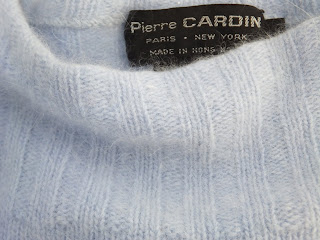 Pierre CARDIN
PARIS • NEW YORK
MADE IN HONG